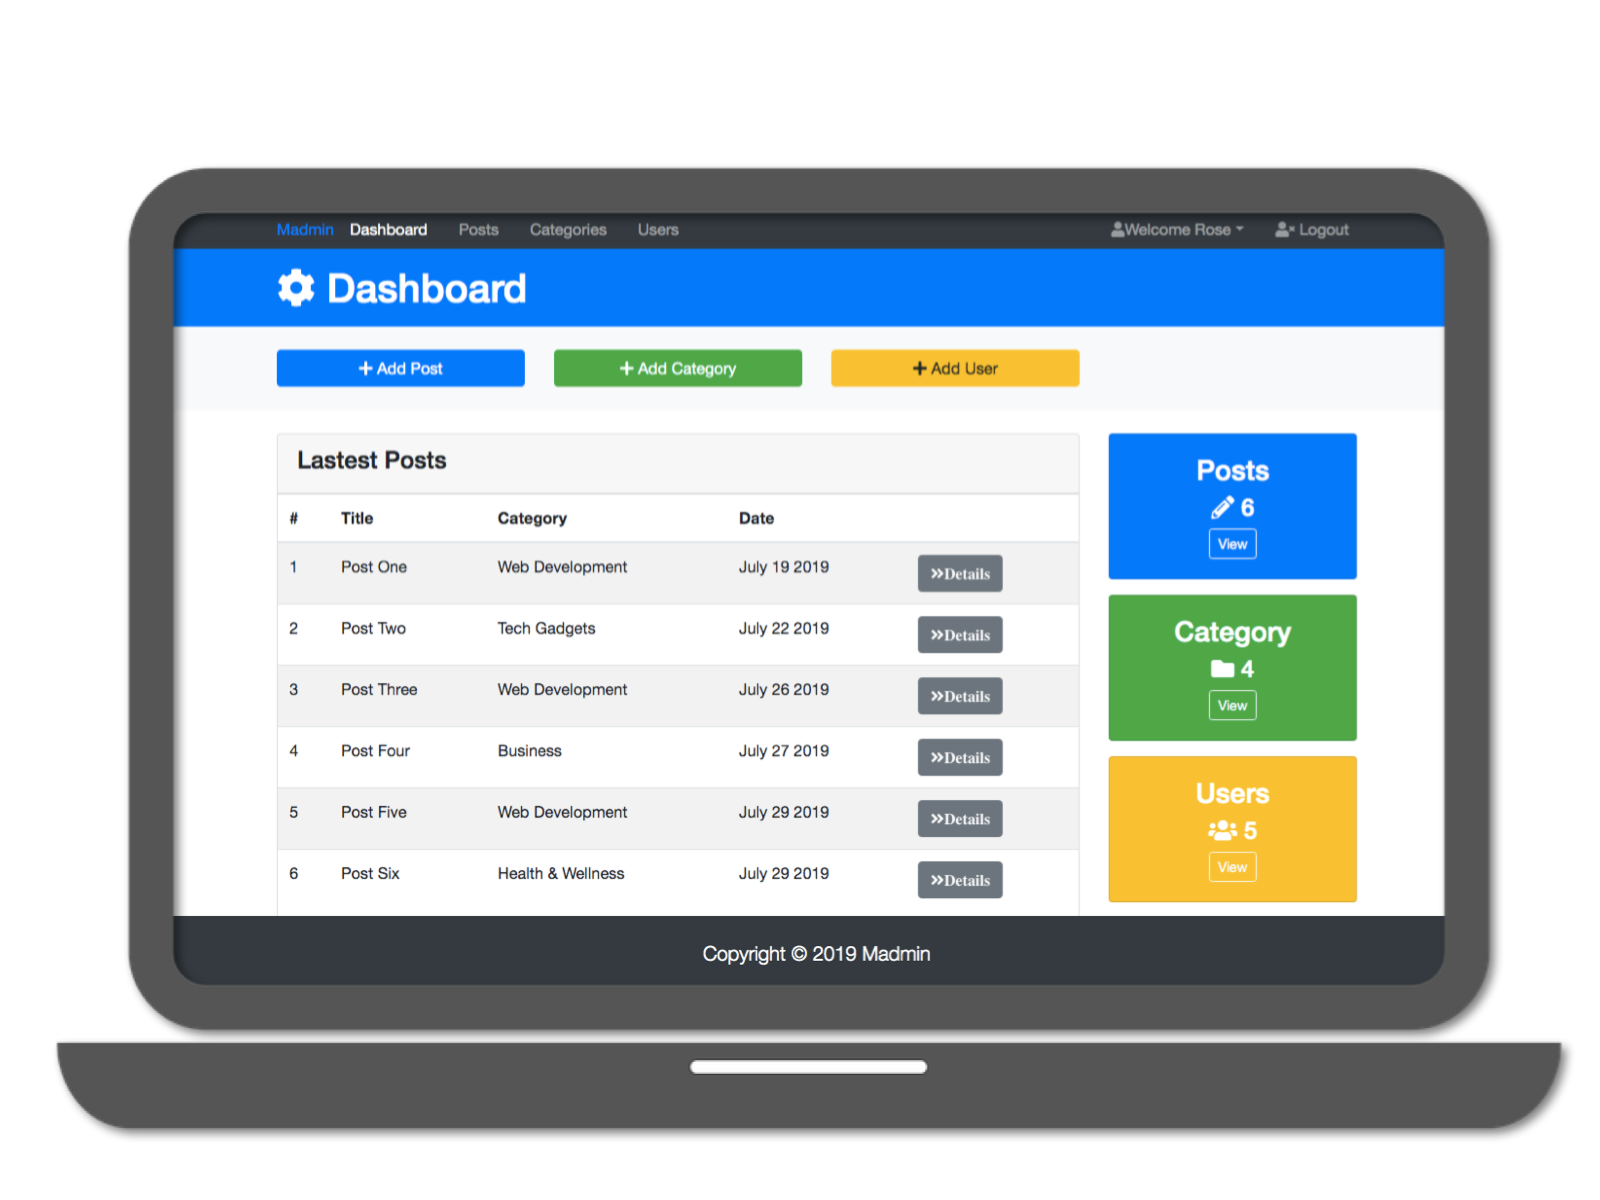 Madmin Dashboard Posts Categories Users Welcome Rose Logout
Dashboard
+ Add Post + Add Category + Add User
Lastest Posts
# Title Category Date
1 Post One Web Development July 19 2019 »Details
2 Post Two Tech Gadgets July 22 2019 »Details
3 Post Three Web Development July 26 2019 »Details
4 Post Four Business July 27 2019 »Details
5 Post Five Web Development July 29 2019 »Details
6 Post Six Health & Wellness July 29 2019 »Details
Posts
6
View
Category
4
View
Users
5
View
Copyright © 2019 Madmin